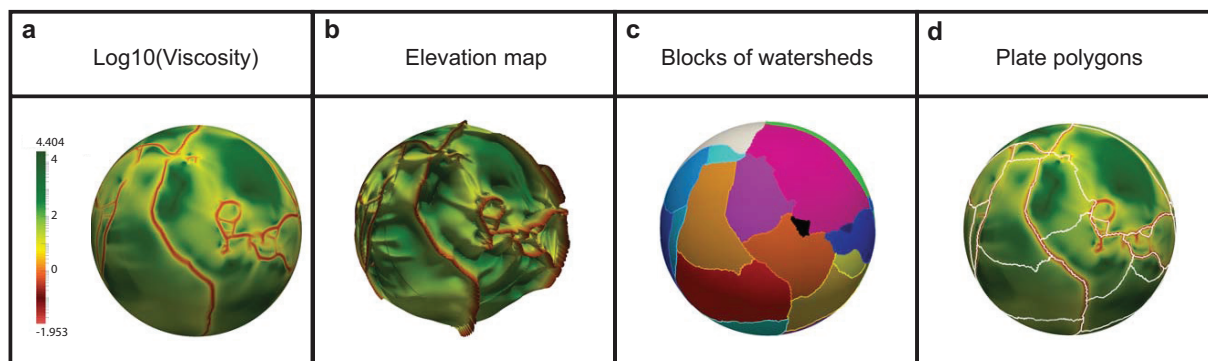 a
Log10(Viscosity)
b
Elevation map
c
Blocks of watersheds
d
Plate polygons
4.404
4
2
0
-1.953